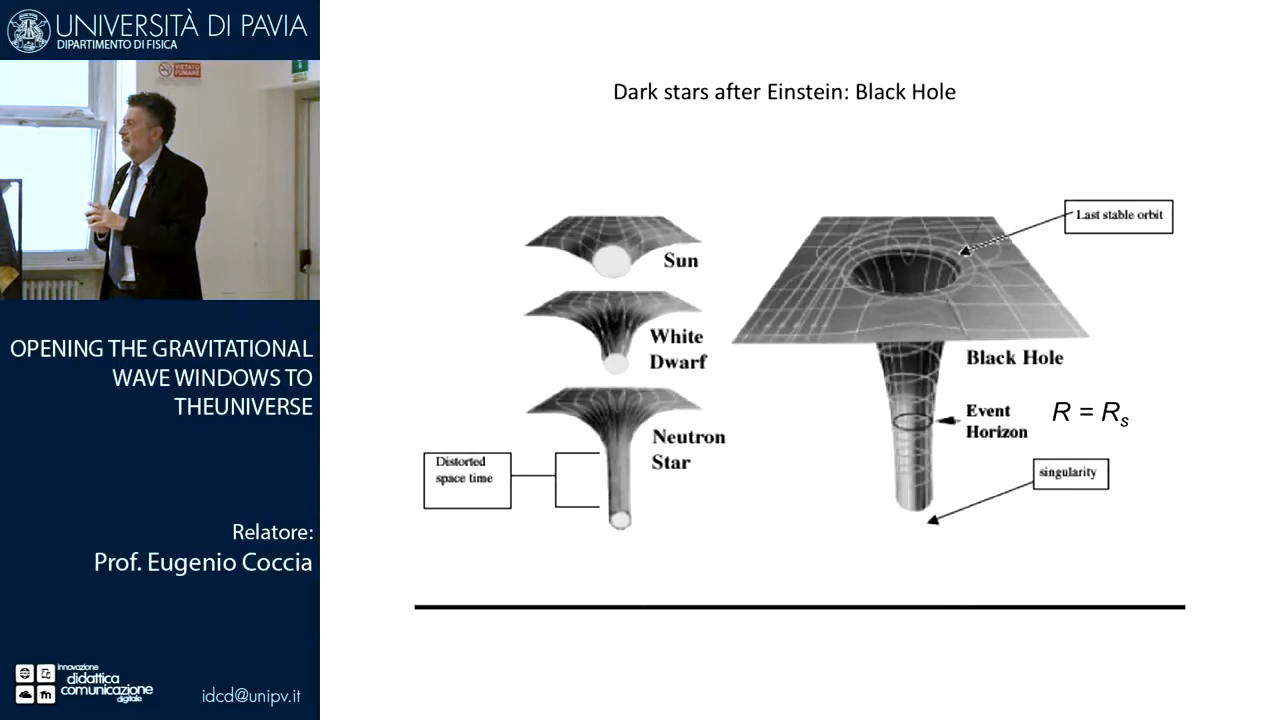 UNIVERSITÀ DI PAVIA
DIPARTIMENTO DI FISICA
VIETATO
FUMARE
OPENING THE GRAVITATIONAL
WAVE WINDOWS TO
THEUNIVERSE
Relatore:
Prof. Eugenio Coccia
innovazione
didattica
comunicazione
digitale
idcd@unipv.it
Dark stars after Einstein: Black Hole
Sun
White
Dwarf
Neutron
Star
Distorted
space time
Last stable orbit
Black Hole
Event
Horizon
R = Rs
singularity